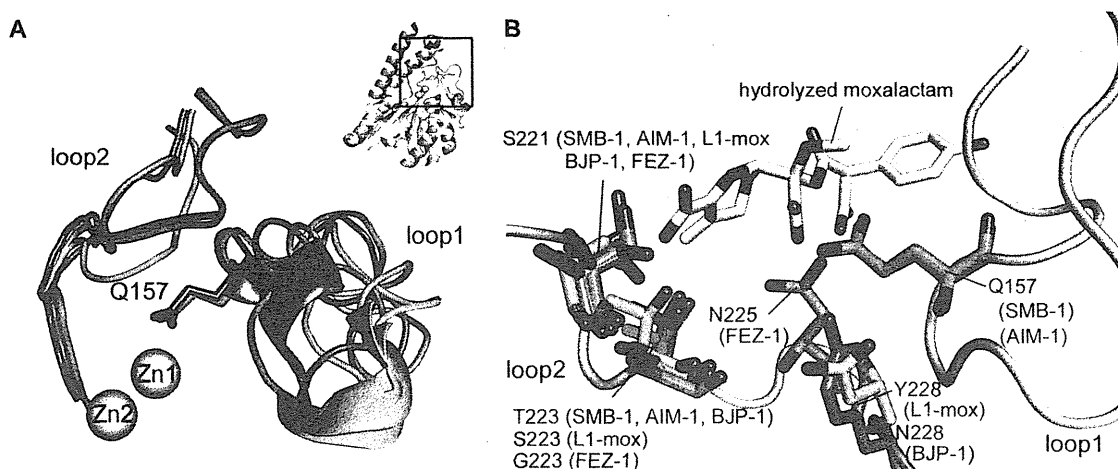 A
loop2
Q157
loop1
Zn1
Zn2
B
hydrolyzed moxalactam
S221 (SMB-1, AIM-1, L1-mox
BJP-1, FEZ-1)
Q157
(SMB-1)
(AIM-1)
N225
(FEZ-1)
loop2
Y228
(L1-mox)
N228
(BJP-1)
T223 (SMB-1, AIM-1, BJP-1)
S223 (L1-mox)
G223 (FEZ-1)
loop1